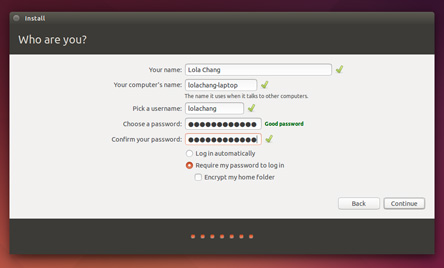 Install
Who are you?
Your name: Lola Chang
Your computer's name: lolachang-laptop
The name it uses when it talks to other computers.
Pick a username: lolachang
Choose a password: ●●●●●●●●●●●● Good password
Confirm your password: ●●●●●●●●●●●●
Log in automatically
Require my password to log in
Encrypt my home folder
Back Continue